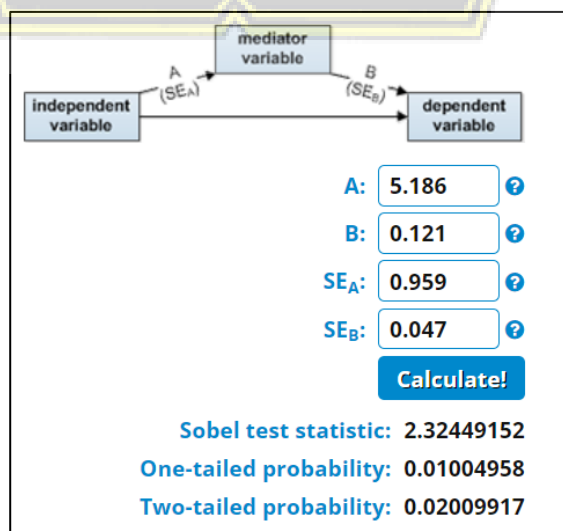 mediator
variable
A
(SEA)
B
(SEB)
independent
variable
dependent
variable
A: 5.186 ?
B: 0.121 ?
SEA: 0.959 ?
SEB: 0.047 ?
Calculate!
Sobel test statistic: 2.32449152
One-tailed probability: 0.01004958
Two-tailed probability: 0.02009917